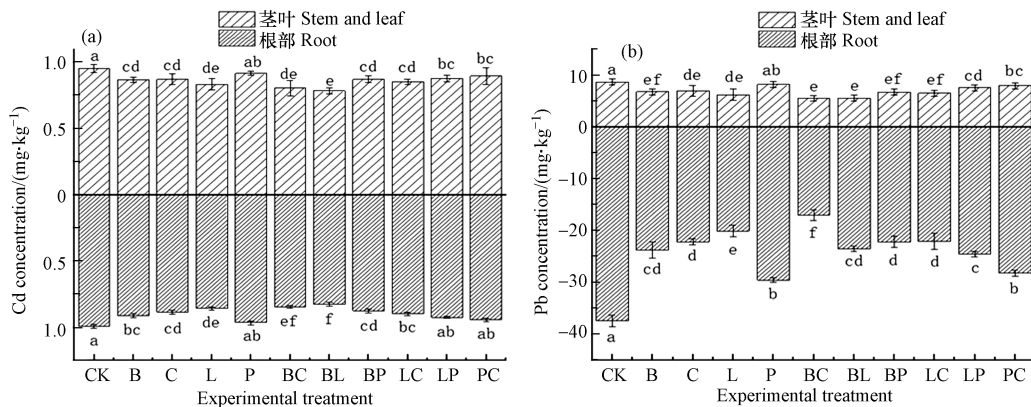 茎叶 Stem and leaf
根部 Root
(a)
Cd concentration/(mg·kg⁻¹)
1.0
0.5
0
0.5
1.0
a cd cd de ab de e cd cd bc bc
a bc cd de ab ef f cd bc ab ab
CK B C L P BC BL BP LC LP PC
Experimental treatment
茎叶 Stem and leaf
根部 Root
(b)
Pb concentration/(mg·kg⁻¹)
10
0
−10
−20
−30
−40
a ef de de ab e e ef ef cd bc
a cd d e b f cd d d c b
CK B C L P BC BL BP LC LP PC
Experimental treatment